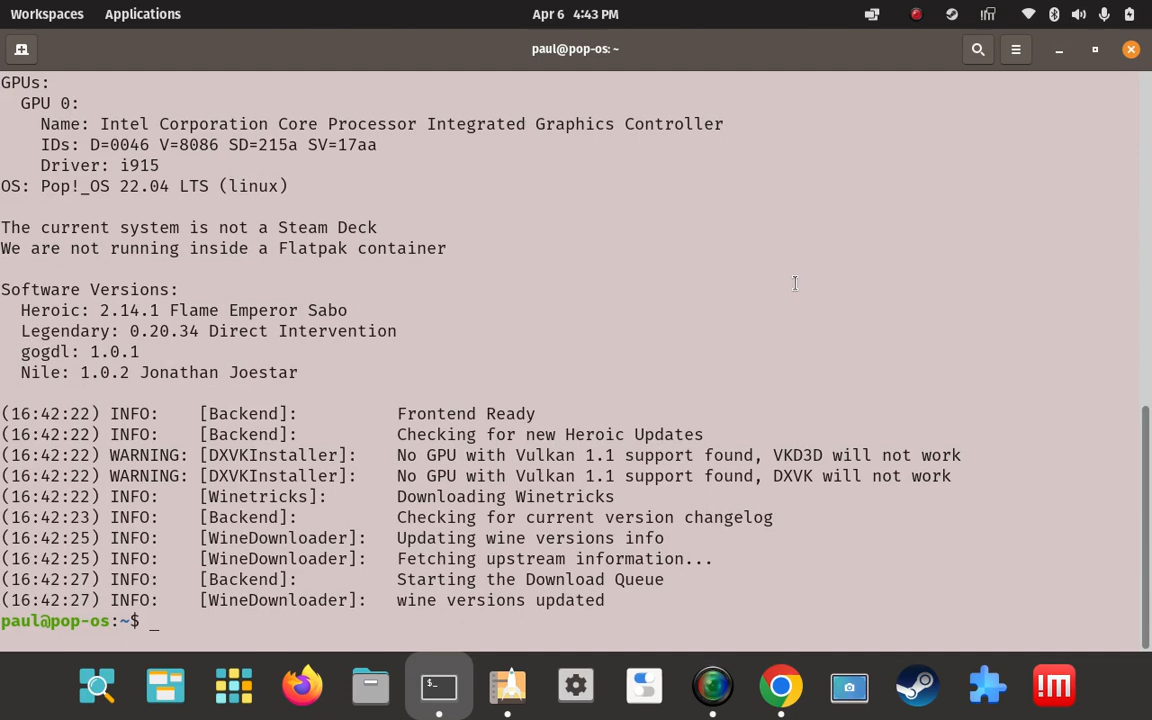 Workspaces Applications Apr 6 4:43 PM
paul@pop-os: ~
GPUs:
GPU 0:
Name: Intel Corporation Core Processor Integrated Graphics Controller
IDs: D=0046 V=8086 SD=215a SV=17aa
Driver: i915
OS: Pop!_OS 22.04 LTS (linux)
The current system is not a Steam Deck
We are not running inside a Flatpak container
Software Versions:
Heroic: 2.14.1 Flame Emperor Sabo
Legendary: 0.20.34 Direct Intervention
gogdl: 1.0.1
Nile: 1.0.2 Jonathan Joestar
(16:42:22) INFO: [Backend]: Frontend Ready
(16:42:22) INFO: [Backend]: Checking for new Heroic Updates
(16:42:22) WARNING: [DXVKInstaller]: No GPU with Vulkan 1.1 support found, VKD3D will not work
(16:42:22) WARNING: [DXVKInstaller]: No GPU with Vulkan 1.1 support found, DXVK will not work
(16:42:22) INFO: [Winetricks]: Downloading Winetricks
(16:42:23) INFO: [Backend]: Checking for current version changelog
(16:42:25) INFO: [WineDownloader]: Updating wine versions info
(16:42:25) INFO: [WineDownloader]: Fetching upstream information...
(16:42:27) INFO: [Backend]: Starting the Download Queue
(16:42:27) INFO: [WineDownloader]: wine versions updated
paul@pop-os:~$ _
$_
!M